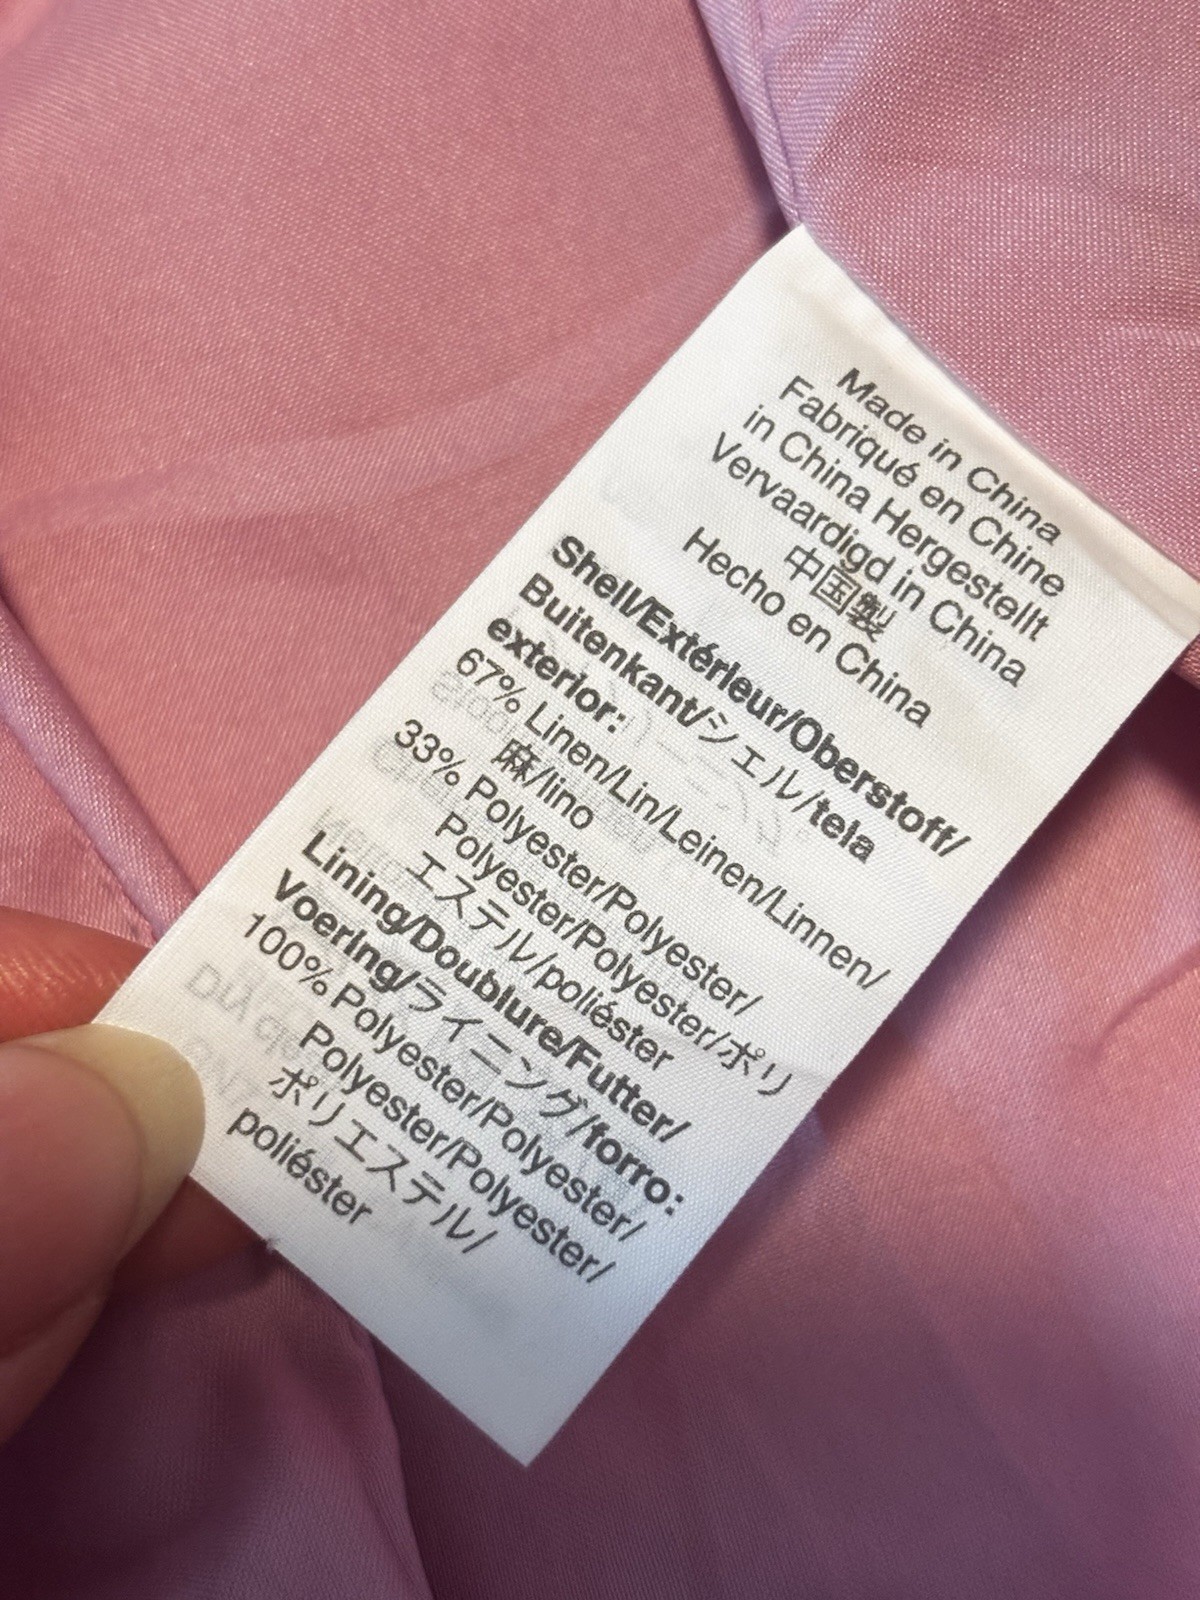 Made in China
Fabriqué en Chine
in China Hergestellt
Vervaardigd in China
中国製
Hecho en China
Shell/Extérieur/Oberstoff/
Buitenkant/シェル/tela
exterior:
67% Linen/Lin/Leinen/Linnen/
麻/lino
33% Polyester/Polyester/
Polyester/Polyester/ポリ
エステル/poliéster
Lining/Doublure/Futter/
Voering/ライニング/forro:
100% Polyester/Polyester/
Polyester/Polyester/
ポリエステル/
poliéster